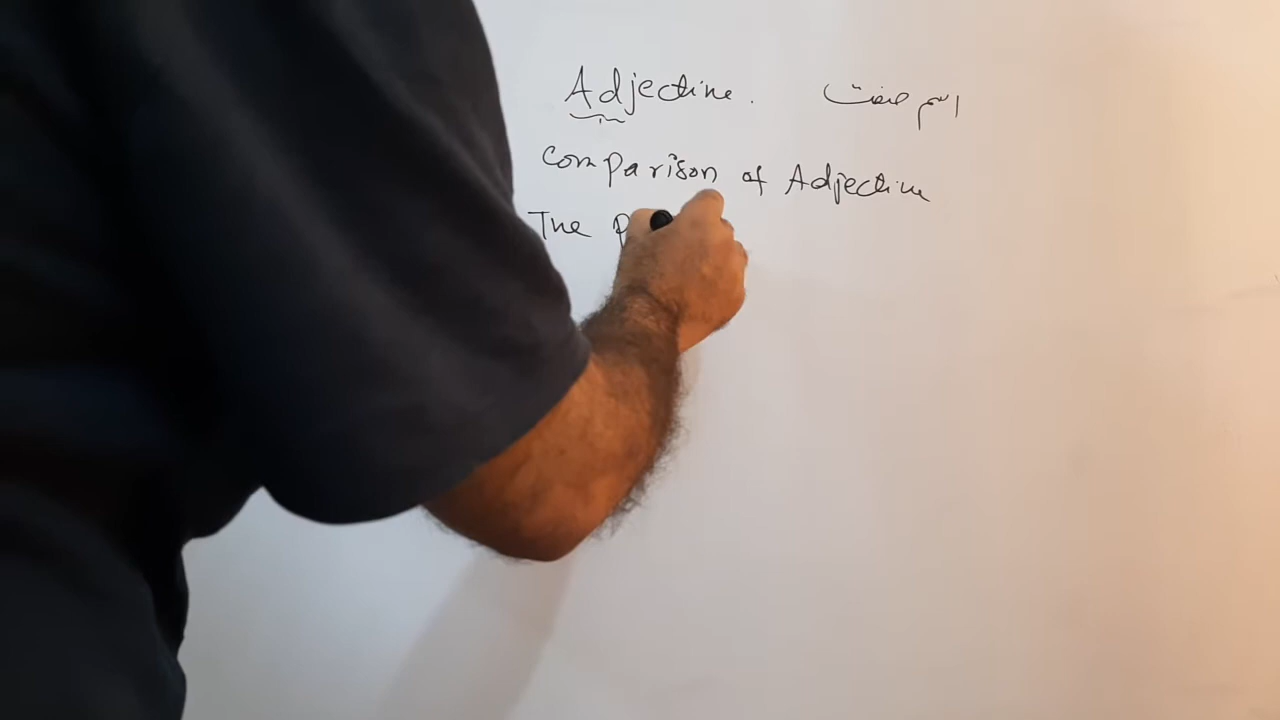 Adjective. اسم صفت
Comparison of Adjective
The P